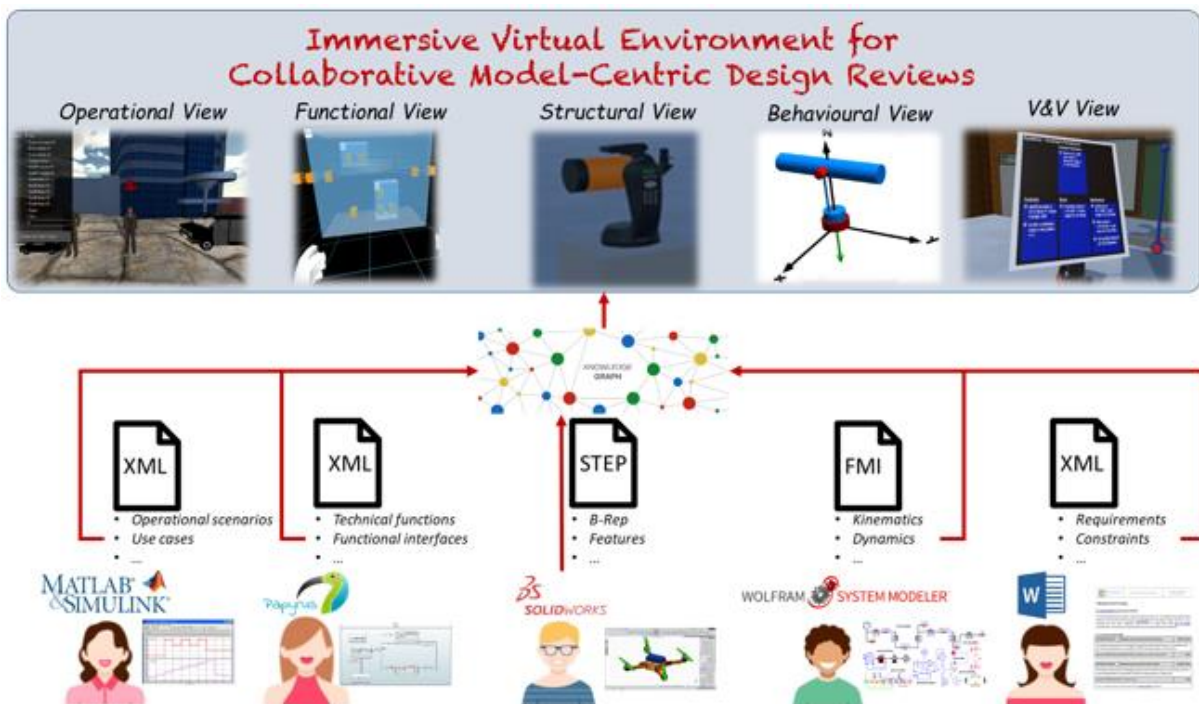 Immersive Virtual Environment for
Collaborative Model-Centric Design Reviews
Operational View
Functional View
Structural View
Behavioural View
V&V View
Z
Y
X
KNOWLEDGE
GRAPH
XML
XML
STEP
FMI
XML
• Operational scenarios
• Use cases
• ...
• Technical functions
• Functional interfaces
• ...
• B-Rep
• Features
• ...
• Kinematics
• Dynamics
• ...
• Requirements
• Constraints
• ...
MATLAB®
&SIMULINK®
Papyrus
SOLIDWORKS
WOLFRAM SYSTEM MODELER
W